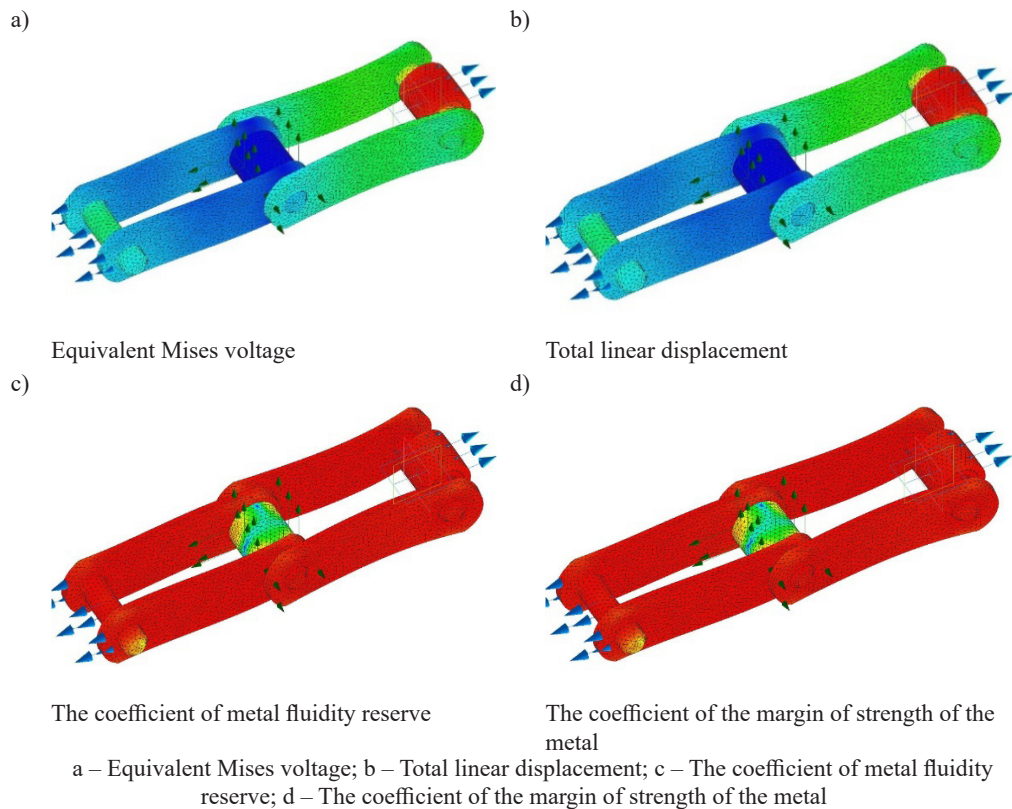 a)
b)
Equivalent Mises voltage
Total linear displacement
c)
d)
The coefficient of metal fluidity reserve
The coefficient of the margin of strength of the
metal
a – Equivalent Mises voltage; b – Total linear displacement; c – The coefficient of metal fluidity
reserve; d – The coefficient of the margin of strength of the metal